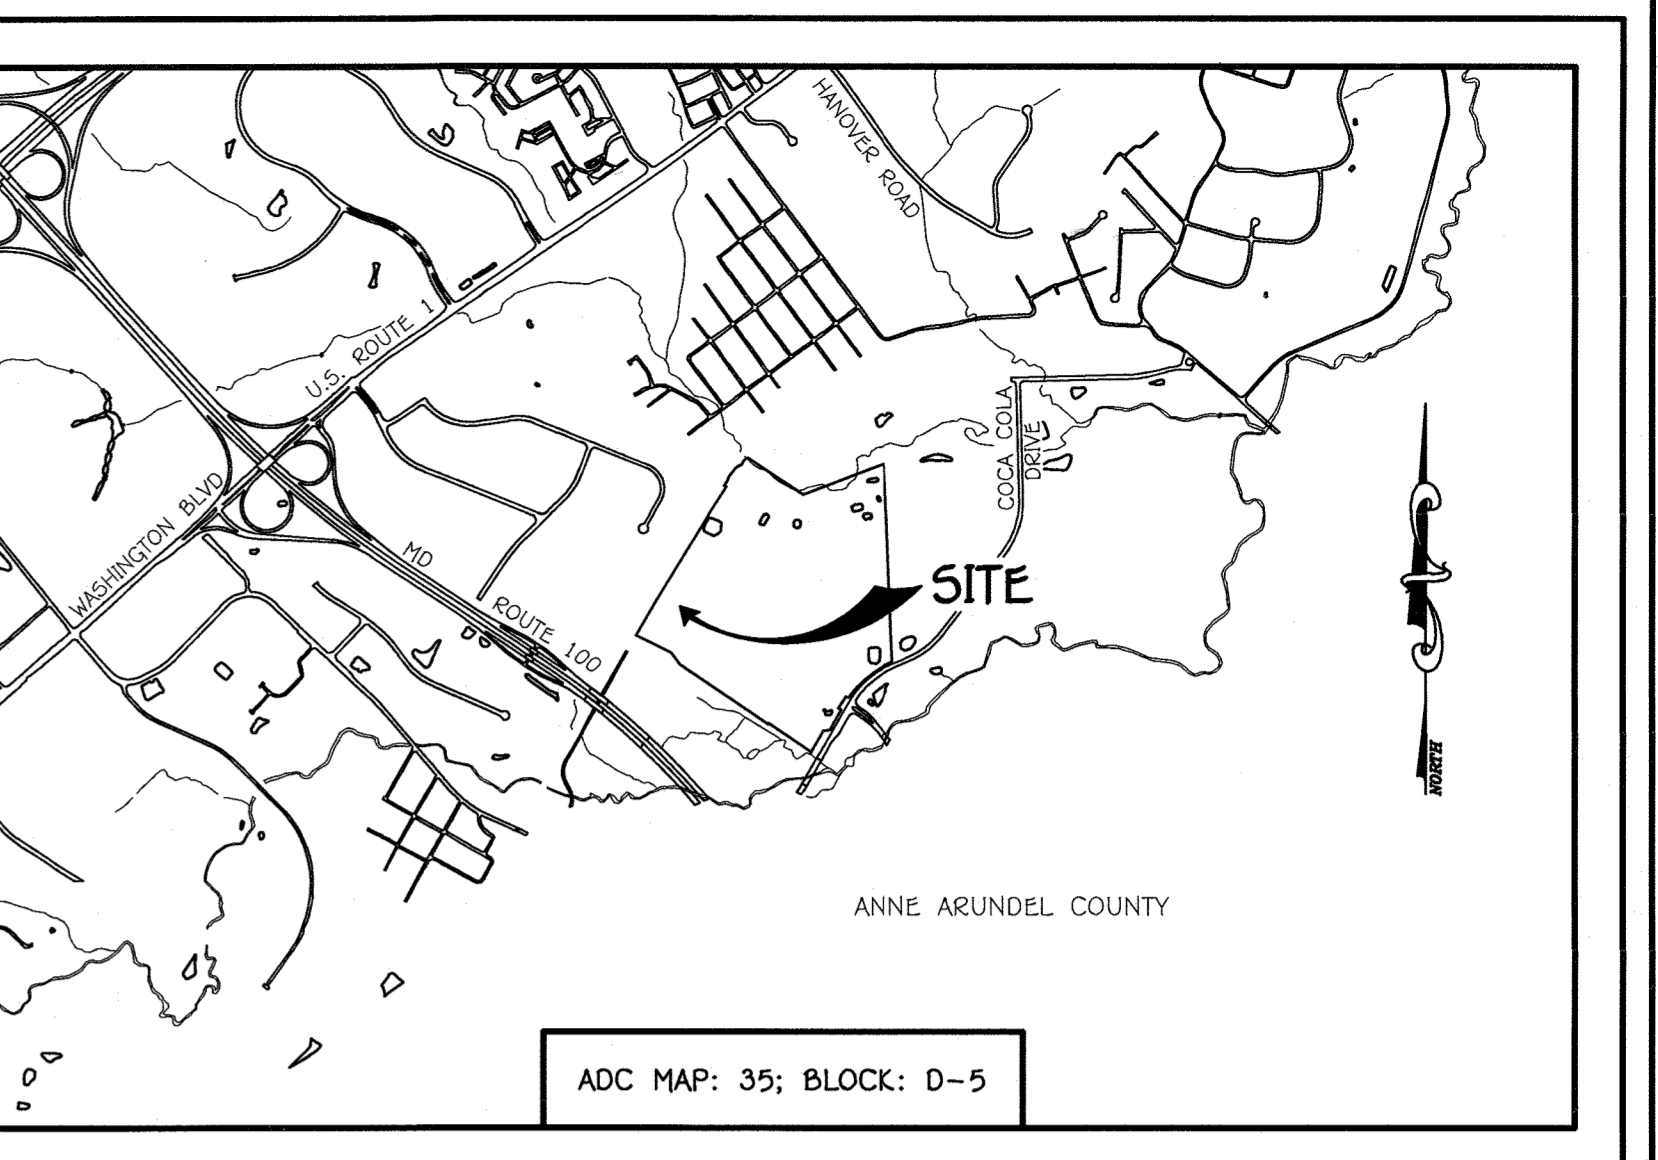 HANOVER ROAD
U.S. ROUTE 1
COCA COLA
DRIVE
WASHINGTON BLVD
MD
ROUTE 100
SITE
NORTH
ANNE ARUNDEL COUNTY
ADC MAP: 35; BLOCK: D-5